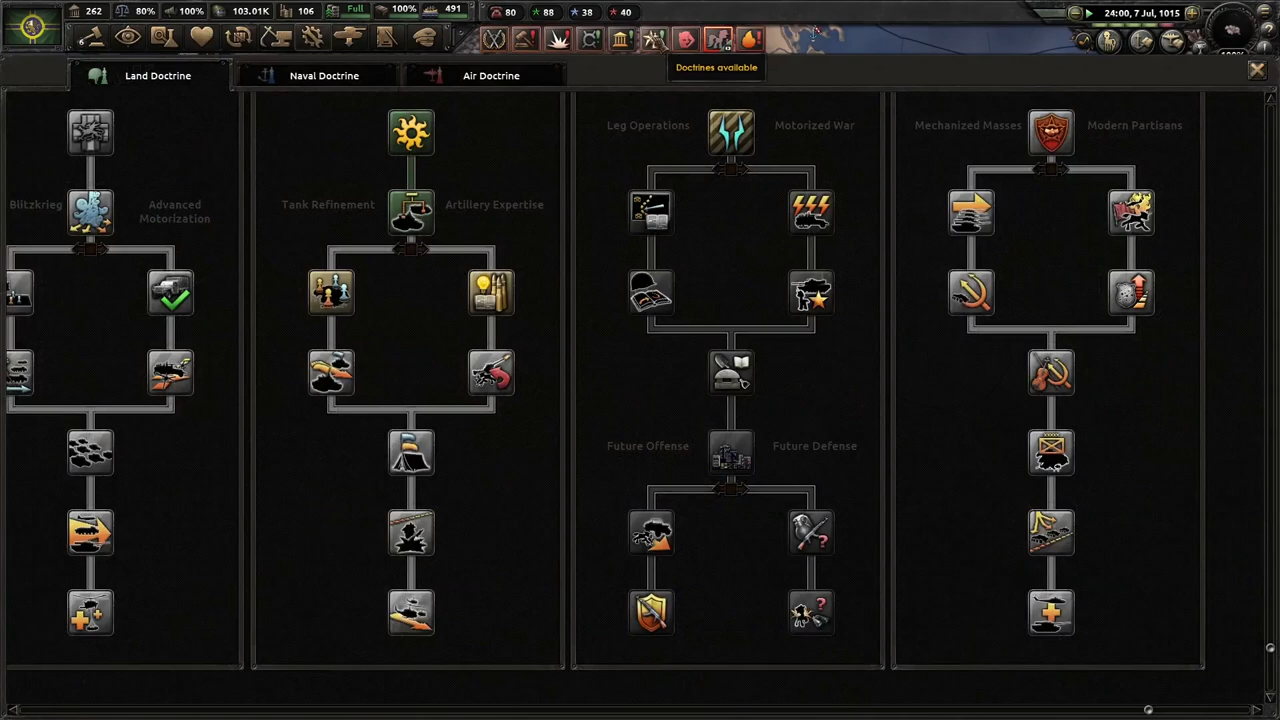 262 80% 100% 103.01K 106 Full 100% 491 80 88 38 40 24:00, 7 Jul, 1015
Doctrines available
Land Doctrine Naval Doctrine Air Doctrine
Leg Operations Motorized War Mechanized Masses Modern Partisans
Blitzkrieg Advanced Motorization Tank Refinement Artillery Expertise
Future Offense Future Defense